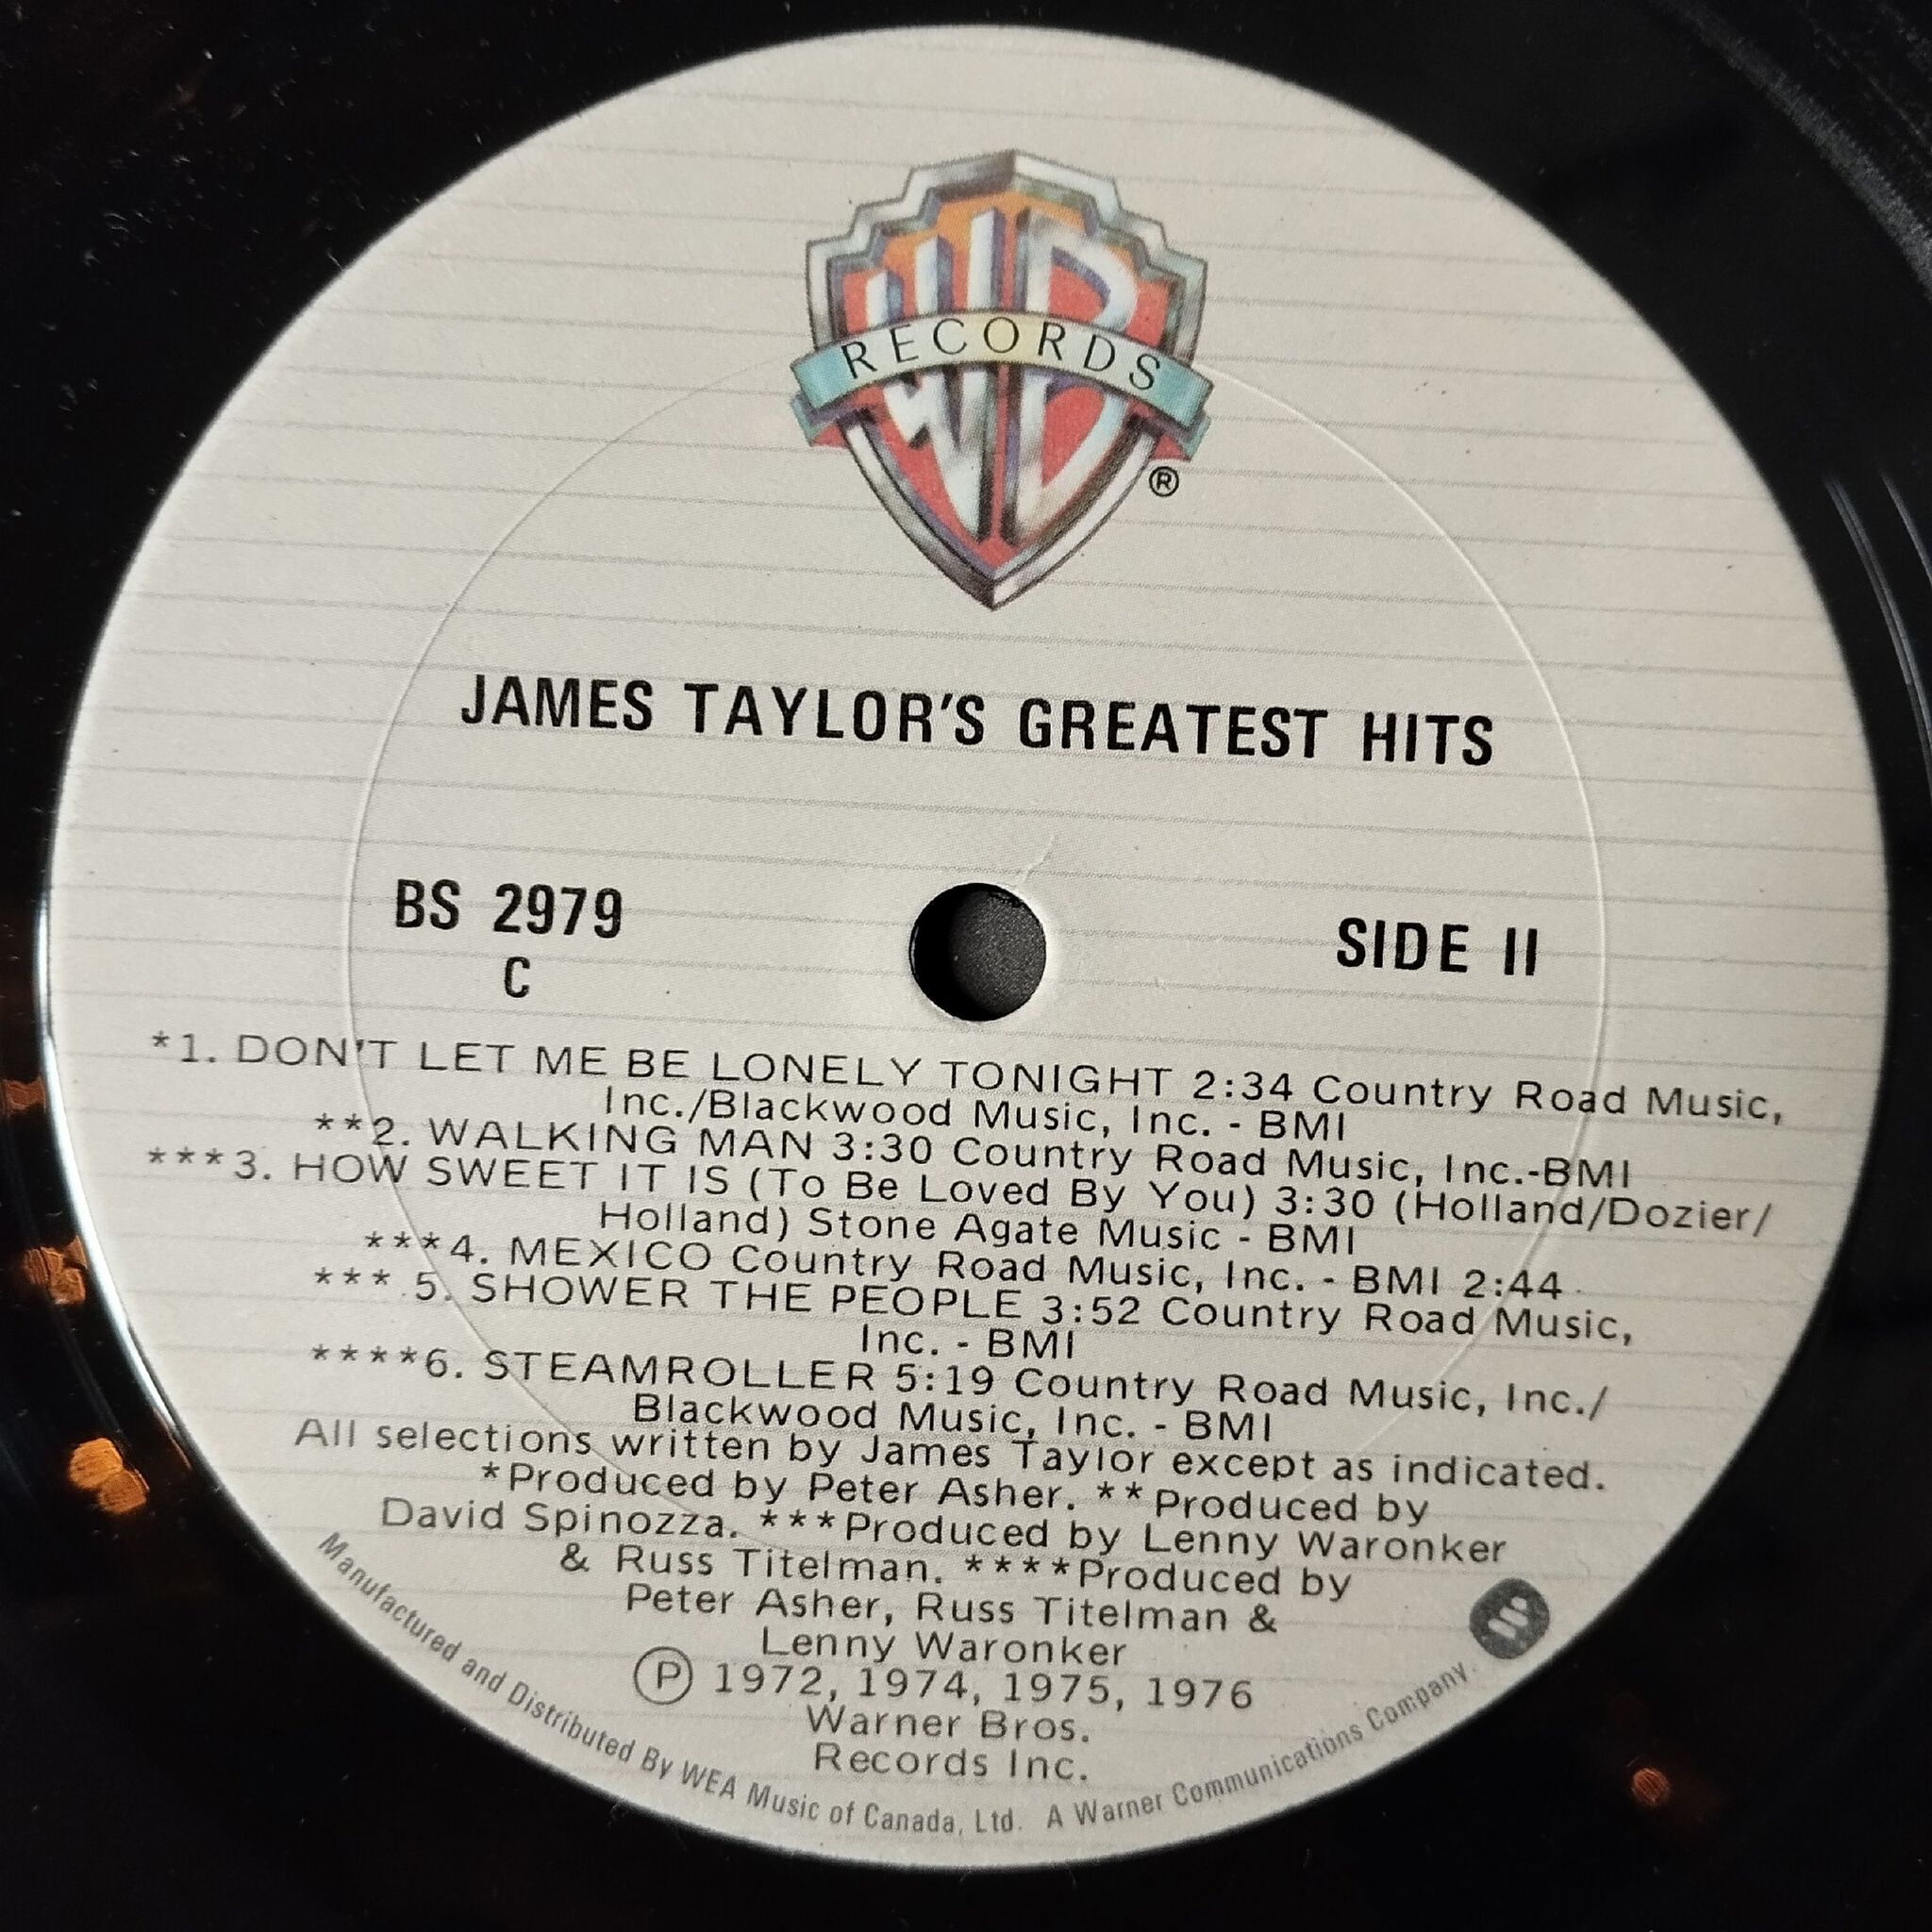 WB
RECORDS
®
JAMES TAYLOR'S GREATEST HITS
BS 2979
C
SIDE II
*1. DON'T LET ME BE LONELY TONIGHT 2:34 Country Road Music,
Inc./Blackwood Music, Inc. - BMI
**2. WALKING MAN 3:30 Country Road Music, Inc.-BMI
***3. HOW SWEET IT IS (To Be Loved By You) 3:30 (Holland/Dozier/
Holland) Stone Agate Music - BMI
***4. MEXICO Country Road Music, Inc. - BMI 2:44
*** 5. SHOWER THE PEOPLE 3:52 Country Road Music,
Inc. - BMI
****6. STEAMROLLER 5:19 Country Road Music, Inc./
Blackwood Music, Inc. - BMI
All selections written by James Taylor except as indicated.
*Produced by Peter Asher. **Produced by
David Spinozza. ***Produced by Lenny Waronker
& Russ Titelman. ****Produced by
Peter Asher, Russ Titelman &
Lenny Waronker
Ⓟ 1972, 1974, 1975, 1976
Warner Bros.
Records Inc.
Manufactured and Distributed By WEA Music of Canada, Ltd. A Warner Communications Company.